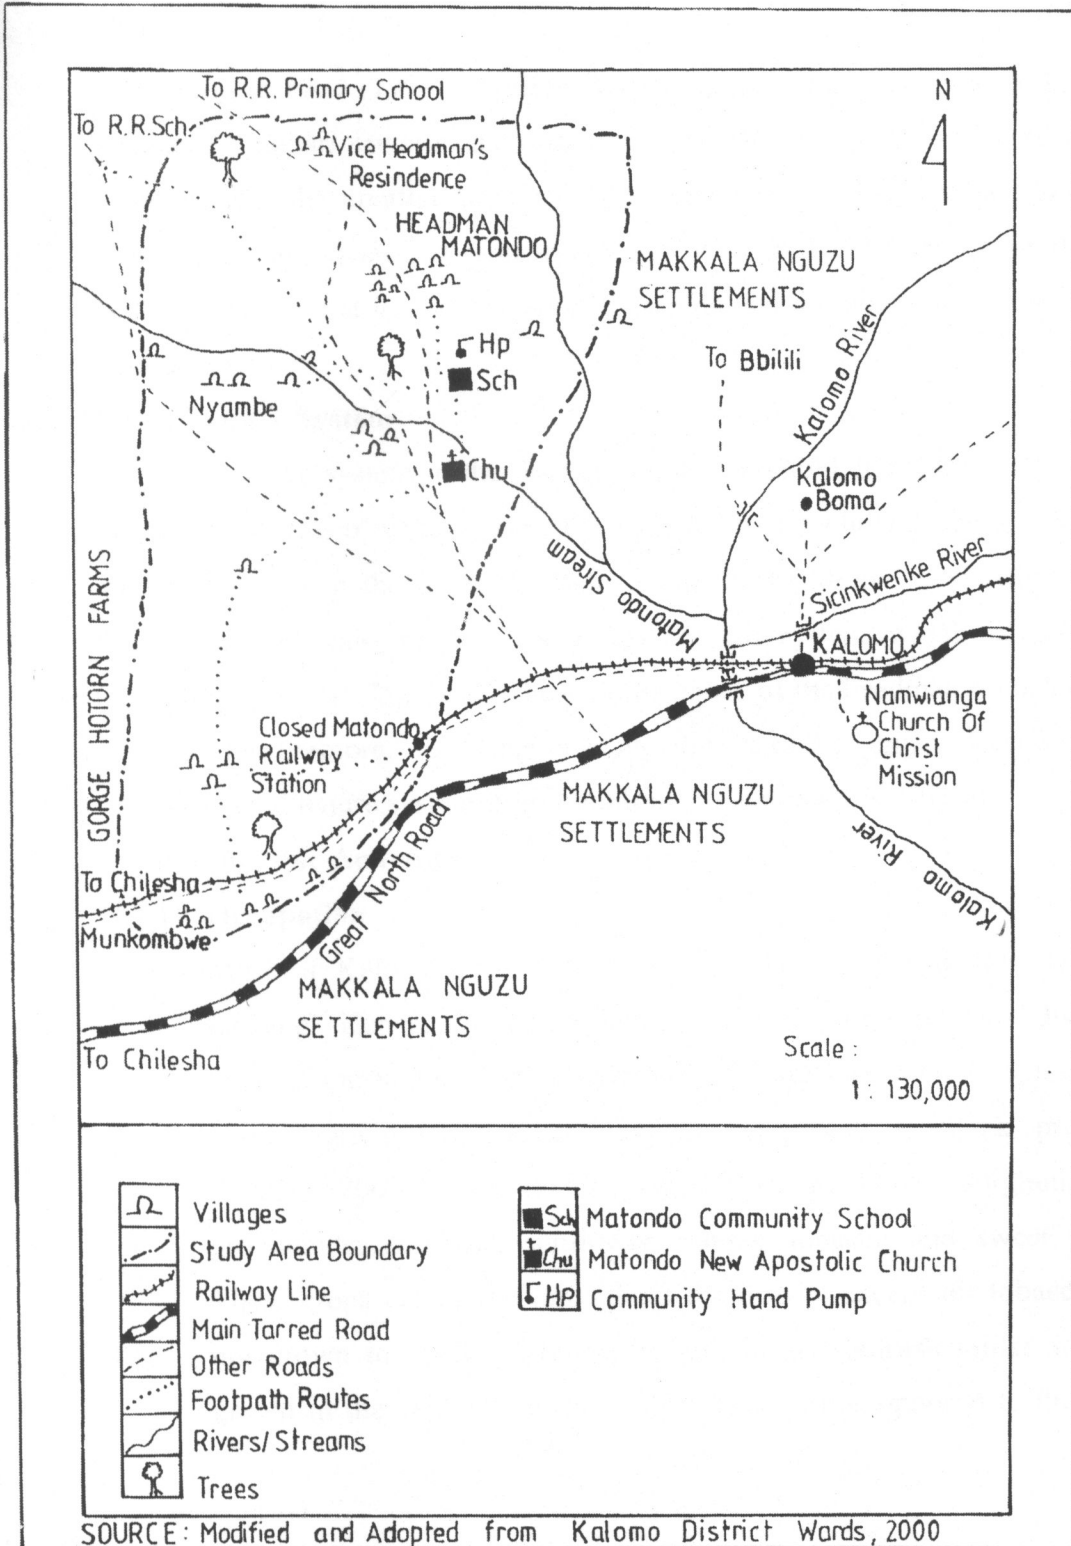 To R.R. Primary School
N
To R.R.Sch.
Vice Headman's
Resindence
HEADMAN
MATONDO
MAKKALA NGUZU
SETTLEMENTS
Hp
Sch
To Bbilili
Kalomo River
Nyambe
Chu
Kalomo
Boma
Matondo Stream
Sicinkwenke River
GORGE HOTORN FARMS
KALOMO
Namwianga
Church Of
Christ
Mission
Closed Matondo
Railway
Station
MAKKALA NGUZU
SETTLEMENTS
Kalomo River
To Chilesha
Munkombwe
Great North Road
MAKKALA NGUZU
SETTLEMENTS
To Chilesha
Scale :
1 : 130,000
Villages
Study Area Boundary
Railway Line
Main Tarred Road
Other Roads
Footpath Routes
Rivers/Streams
Trees
Sch Matondo Community School
Chu Matondo New Apostolic Church
HP Community Hand Pump
SOURCE : Modified and Adopted from Kalomo District Wards, 2000